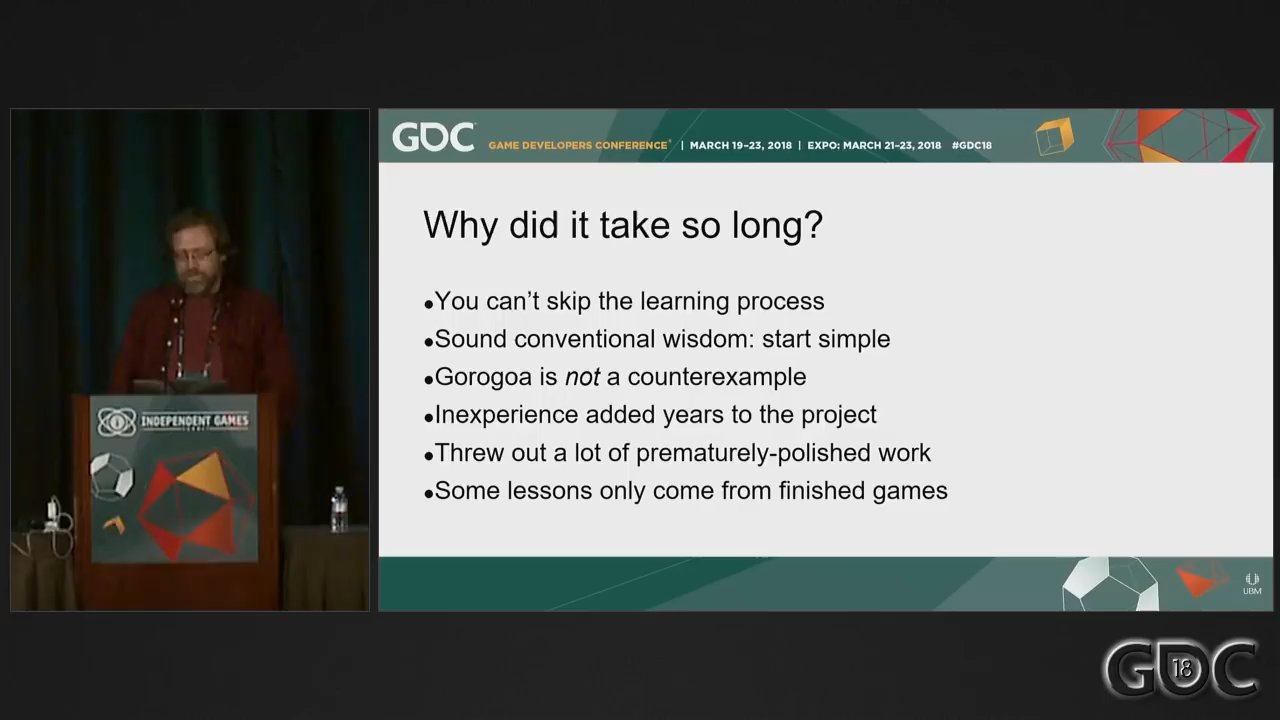 GDC
GAME DEVELOPERS CONFERENCE® | MARCH 19–23, 2018 | EXPO: MARCH 21–23, 2018 #GDC18
Why did it take so long?
●You can’t skip the learning process
●Sound conventional wisdom: start simple
●Gorogoa is not a counterexample
●Inexperience added years to the project
●Threw out a lot of prematurely-polished work
●Some lessons only come from finished games
INDEPENDENT GAMES
UBM
GDC
18